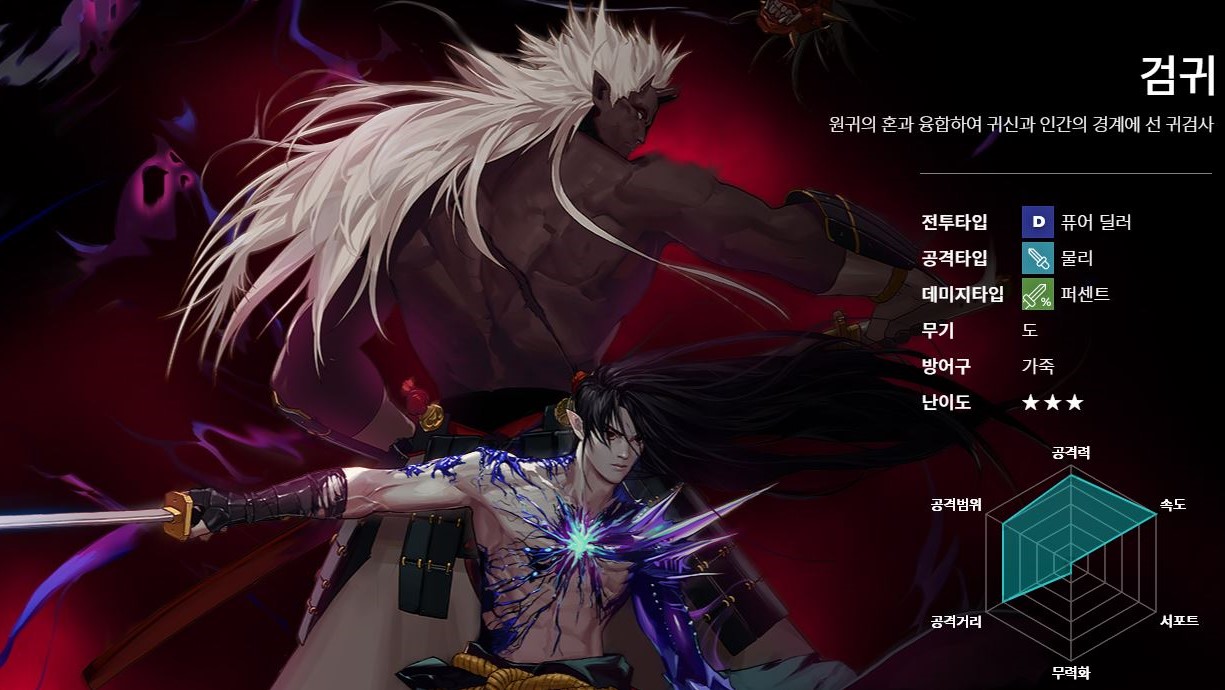 검귀
원귀의 혼과 융합하여 귀신과 인간의 경계에 선 귀검사
전투타입 D 퓨어 딜러
공격타입 물리
데미지타입 % 퍼센트
무기 도
방어구 가죽
난이도 ★★★
공격력
공격범위 속도
공격거리 서포트
무력화